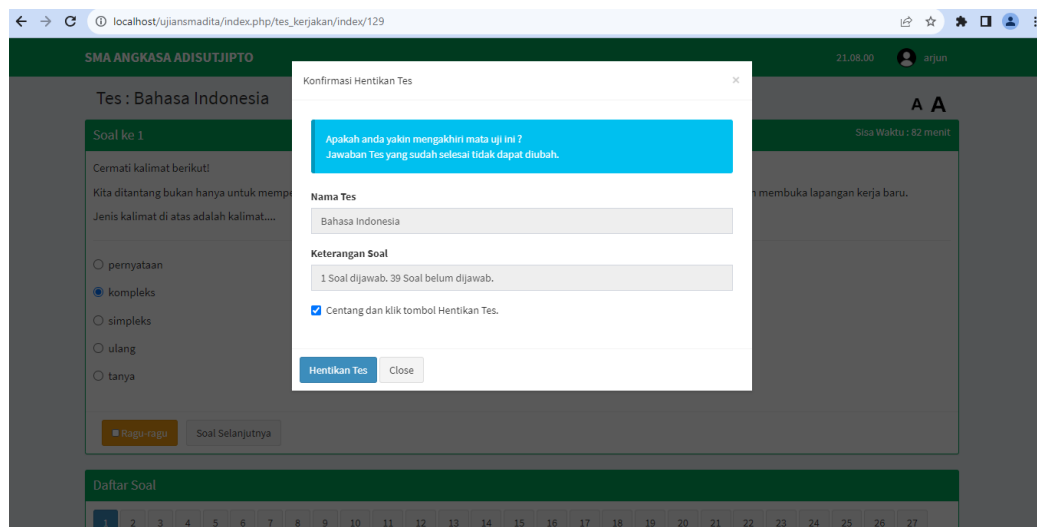 localhost/ujiansmadita/index.php/tes_kerjakan/index/129
SMA ANGKASA ADISUTJIPTO
21.08.00
arjun
Konfirmasi Hentikan Tes
×
Tes : Bahasa Indonesia
A A
Soal ke 1
Sisa Waktu : 82 menit
Apakah anda yakin mengakhiri mata uji ini ?
Jawaban Tes yang sudah selesai tidak dapat diubah.
Cermati kalimat berikut!
Kita ditantang bukan hanya untuk membuka lapangan kerja baru.
Jenis kalimat di atas adalah kalimat....
Nama Tes
Bahasa Indonesia
Keterangan Soal
1 Soal dijawab. 39 Soal belum dijawab.
Centang dan klik tombol Hentikan Tes.
Hentikan Tes
Close
pernyataan
kompleks
simpleks
ulang
tanya
Ragu-ragu
Soal Selanjutnya
Daftar Soal
1 2 3 4 5 6 7 8 9 10 11 12 13 14 15 16 17 18 19 20 21 22 23 24 25 26 27